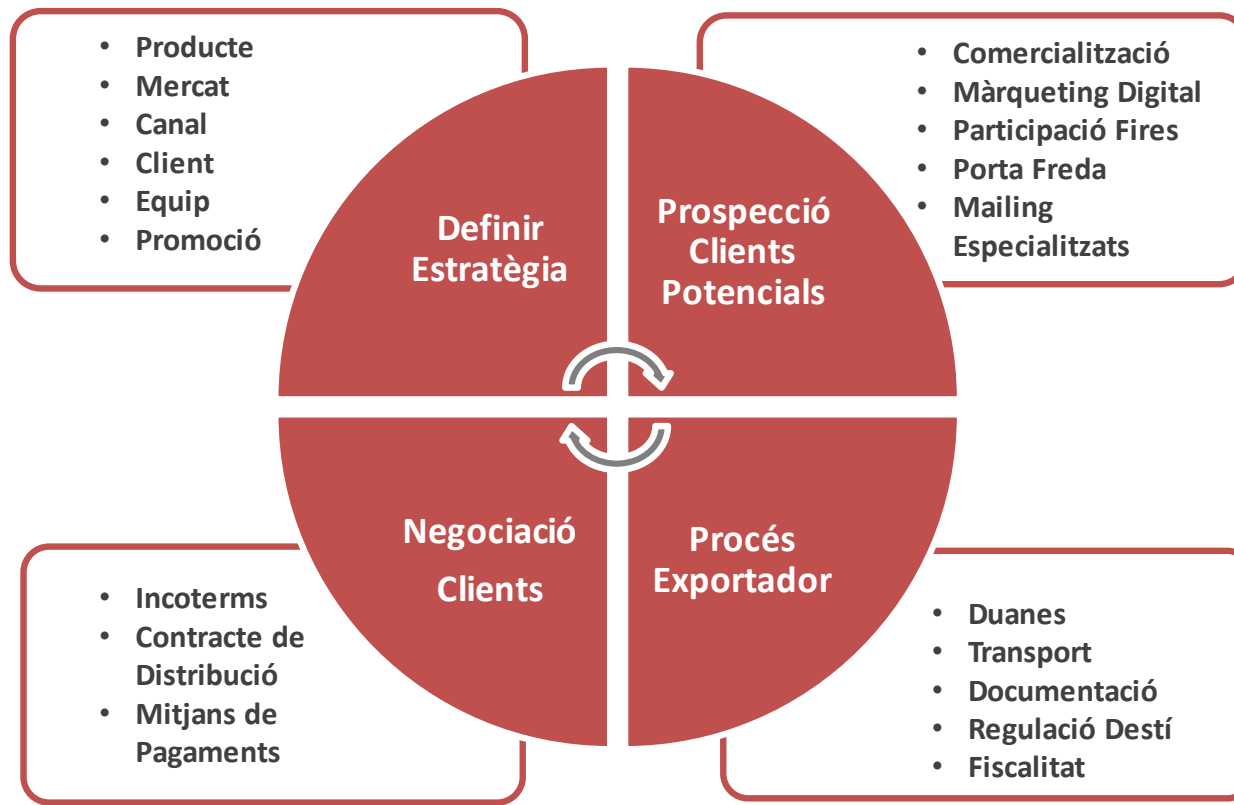 • Producte
• Mercat
• Canal
• Client
• Equip
• Promoció
• Comercialització
• Màrqueting Digital
• Participació Fires
• Porta Freda
• Mailing
Especialitzats
Definir
Estratègia
Prospecció
Clients
Potencials
Negociació
Clients
Procés
Exportador
• Incoterms
• Contracte de
Distribució
• Mitjans de
Pagaments
• Duanes
• Transport
• Documentació
• Regulació Destí
• Fiscalitat